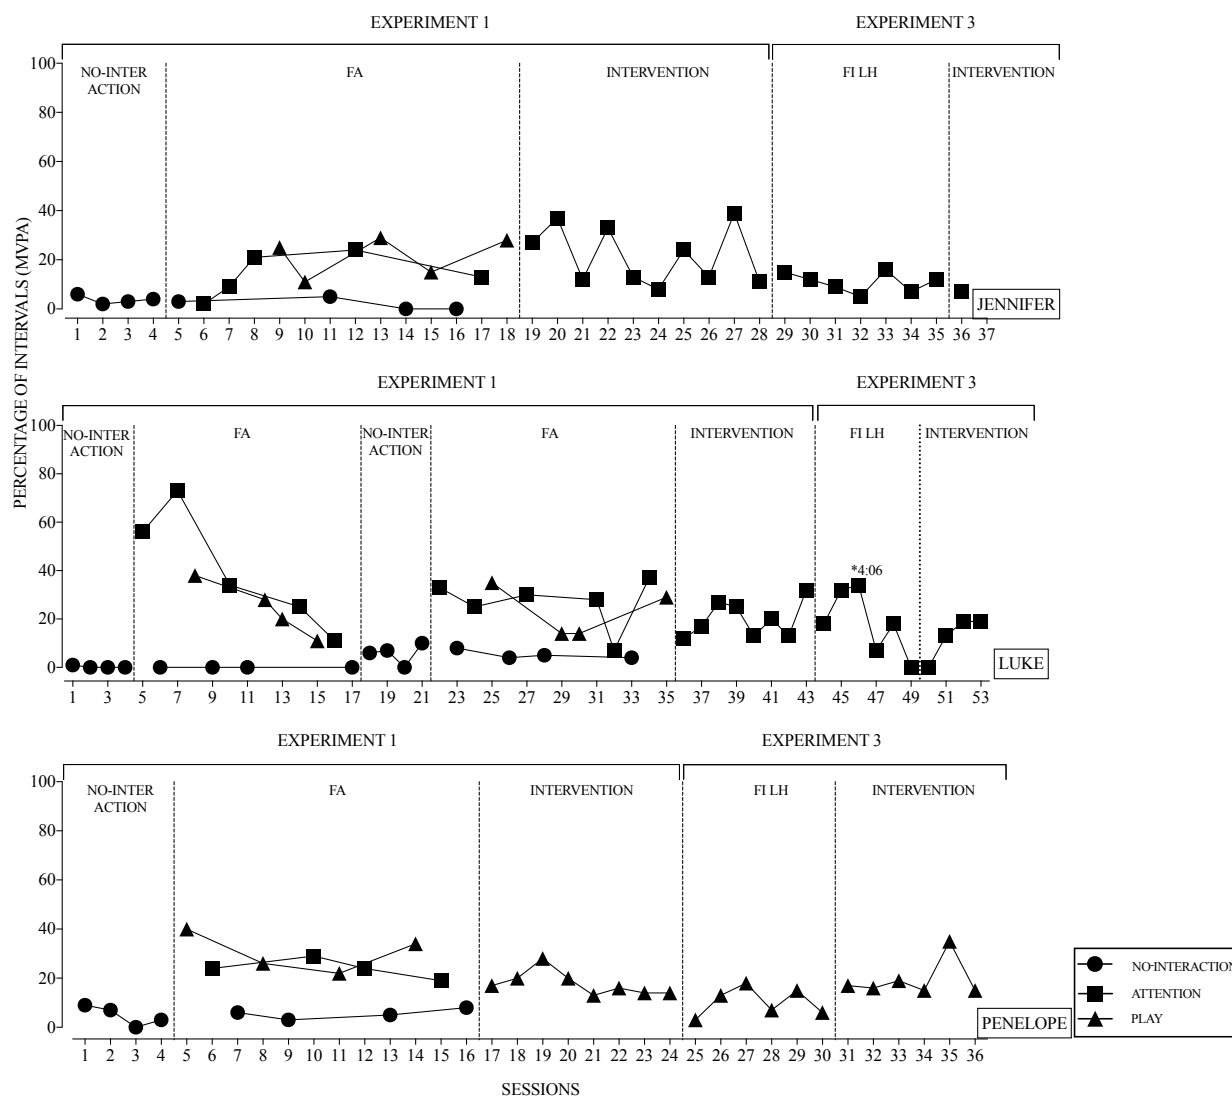 EXPERIMENT 1 EXPERIMENT 3
100
80
60
40
20
0
NO-INTER
ACTION
FA INTERVENTION FI LH INTERVENTION
JENNIFER
1 2 3 4 5 6 7 8 9 10 11 12 13 14 15 16 17 18 19 20 21 22 23 24 25 26 27 28 29 30 31 32 33 34 35 36 37
PERCENTAGE OF INTERVALS (MVPA)
EXPERIMENT 1 EXPERIMENT 3
100
80
60
40
20
0
NO-INTER
ACTION
FA
NO-INTER
ACTION
FA INTERVENTION FI LH INTERVENTION
*4:06
LUKE
1 3 5 7 9 11 13 15 17 19 21 23 25 27 29 31 33 35 37 39 41 43 45 47 49 51 53
EXPERIMENT 1 EXPERIMENT 3
100
80
60
40
20
0
NO-INTER
ACTION
FA INTERVENTION FI LH INTERVENTION
PENELOPE
1 2 3 4 5 6 7 8 9 10 11 12 13 14 15 16 17 18 19 20 21 22 23 24 25 26 27 28 29 30 31 32 33 34 35 36
SESSIONS
NO-INTERACTION
ATTENTION
PLAY